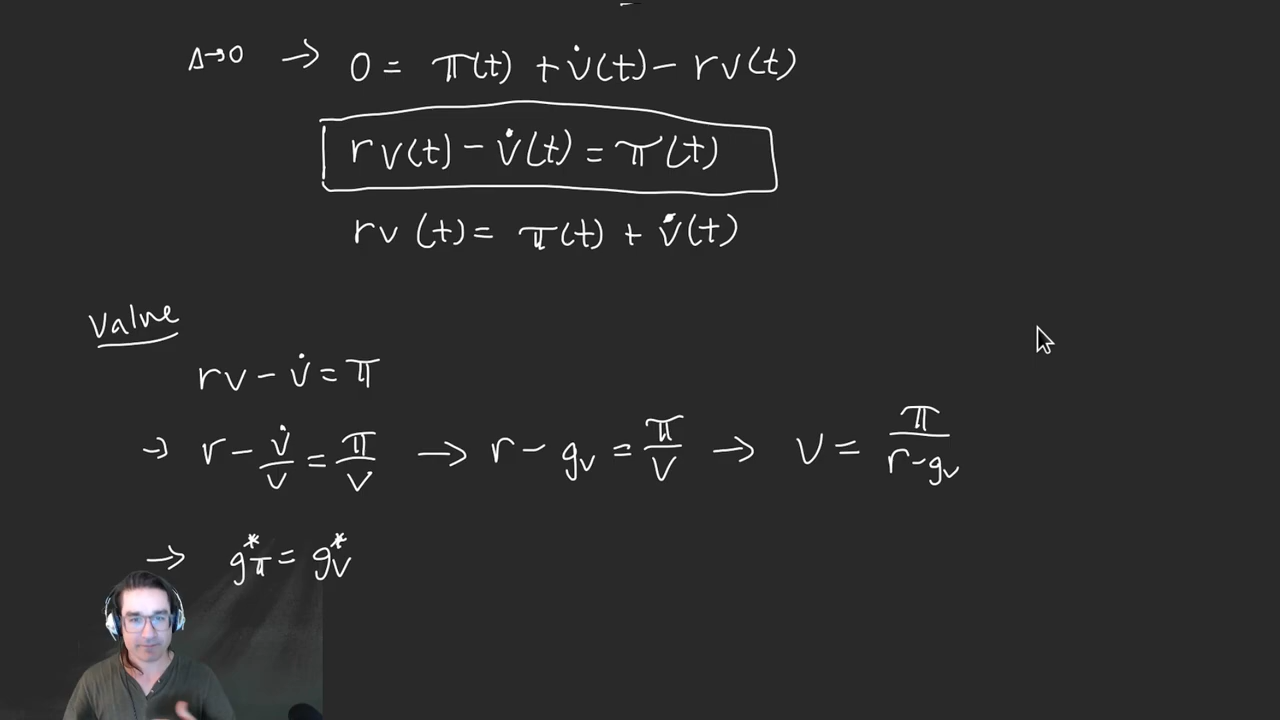 Δ→0 → 0 = π(t) + v̇(t) − rv(t)
rv(t) − v̇(t) = π(t)
rv(t) = π(t) + v̇(t)
Value
rv − v̇ = π
→ r − v̇/v = π/v → r − g_v = π/v → v = π/(r − g_v)
→ g*_π = g*_v